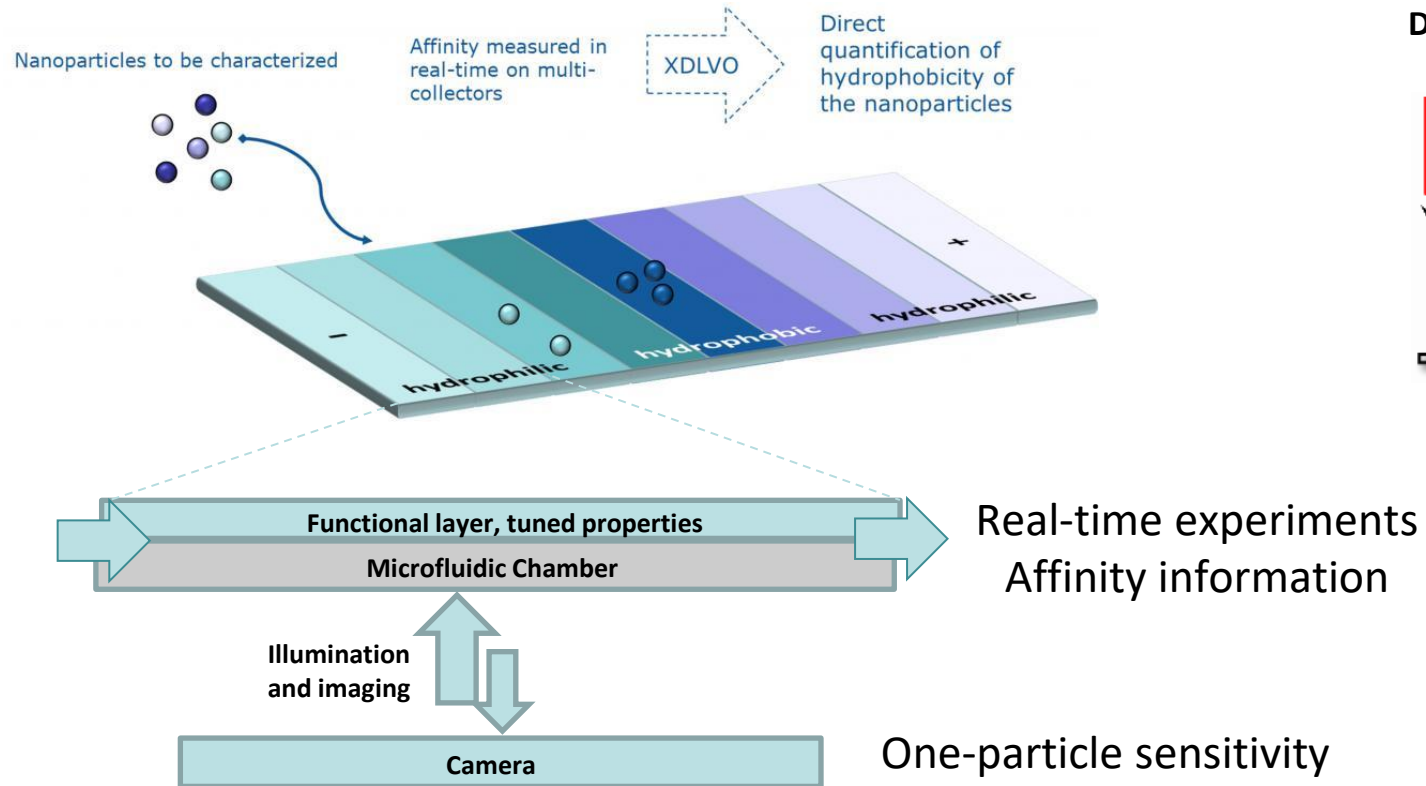 Nanoparticles to be characterized
Affinity measured in
real-time on multi-
collectors
XDLVO
Direct
quantification of
hydrophobicity of
the nanoparticles
D
-
hydrophilic
hydrophobic
hydrophilic
+
Functional layer, tuned properties
Microfluidic Chamber
Real-time experiments
Affinity information
Illumination
and imaging
Camera
One-particle sensitivity